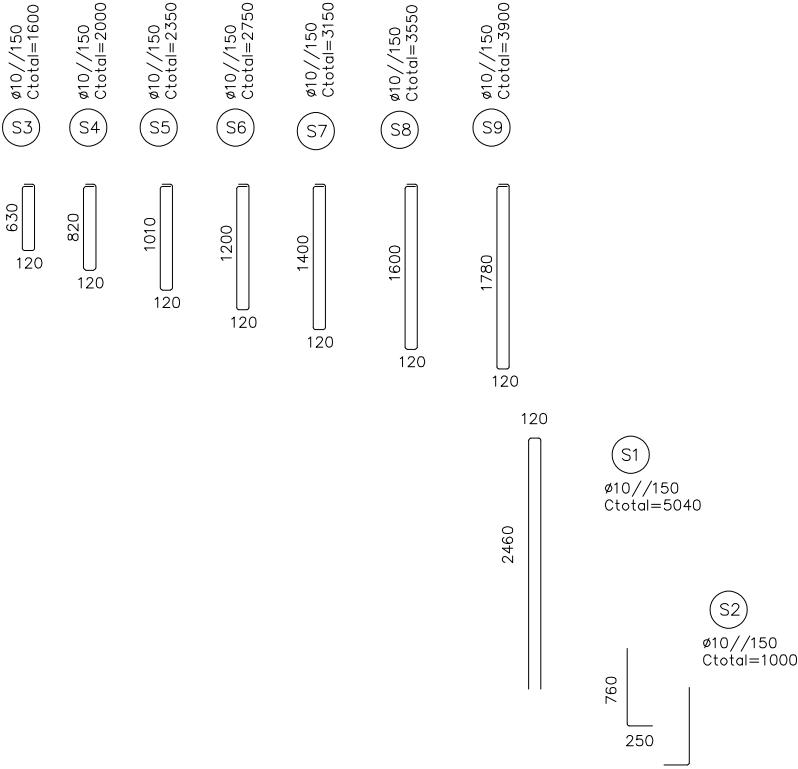 ø10//150
Ctotal=1600
ø10//150
Ctotal=2000
ø10//150
Ctotal=2350
ø10//150
Ctotal=2750
ø10//150
Ctotal=3150
ø10//150
Ctotal=3550
ø10//150
Ctotal=3900
S3
S4
S5
S6
S7
S8
S9
630
120
820
120
1010
120
1200
120
1400
120
1600
120
1780
120
120
2460
S1
ø10//150
Ctotal=5040
S2
ø10//150
Ctotal=1000
760
250